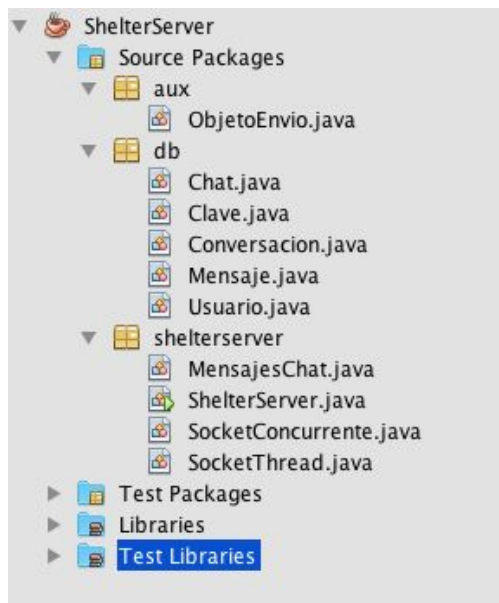 ShelterServer
Source Packages
aux
ObjetoEnvio.java
db
Chat.java
Clave.java
Conversacion.java
Mensaje.java
Usuario.java
shelterserver
MensajesChat.java
ShelterServer.java
SocketConcurrente.java
SocketThread.java
Test Packages
Libraries
Test Libraries